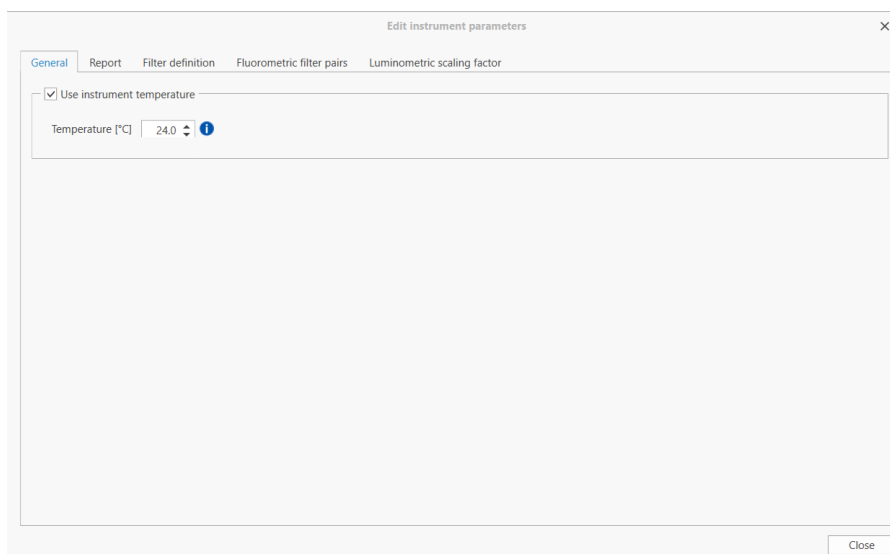 Edit instrument parameters
General Report Filter definition Fluorometric filter pairs Luminometric scaling factor
Use instrument temperature
Temperature [°C] 24.0
Close